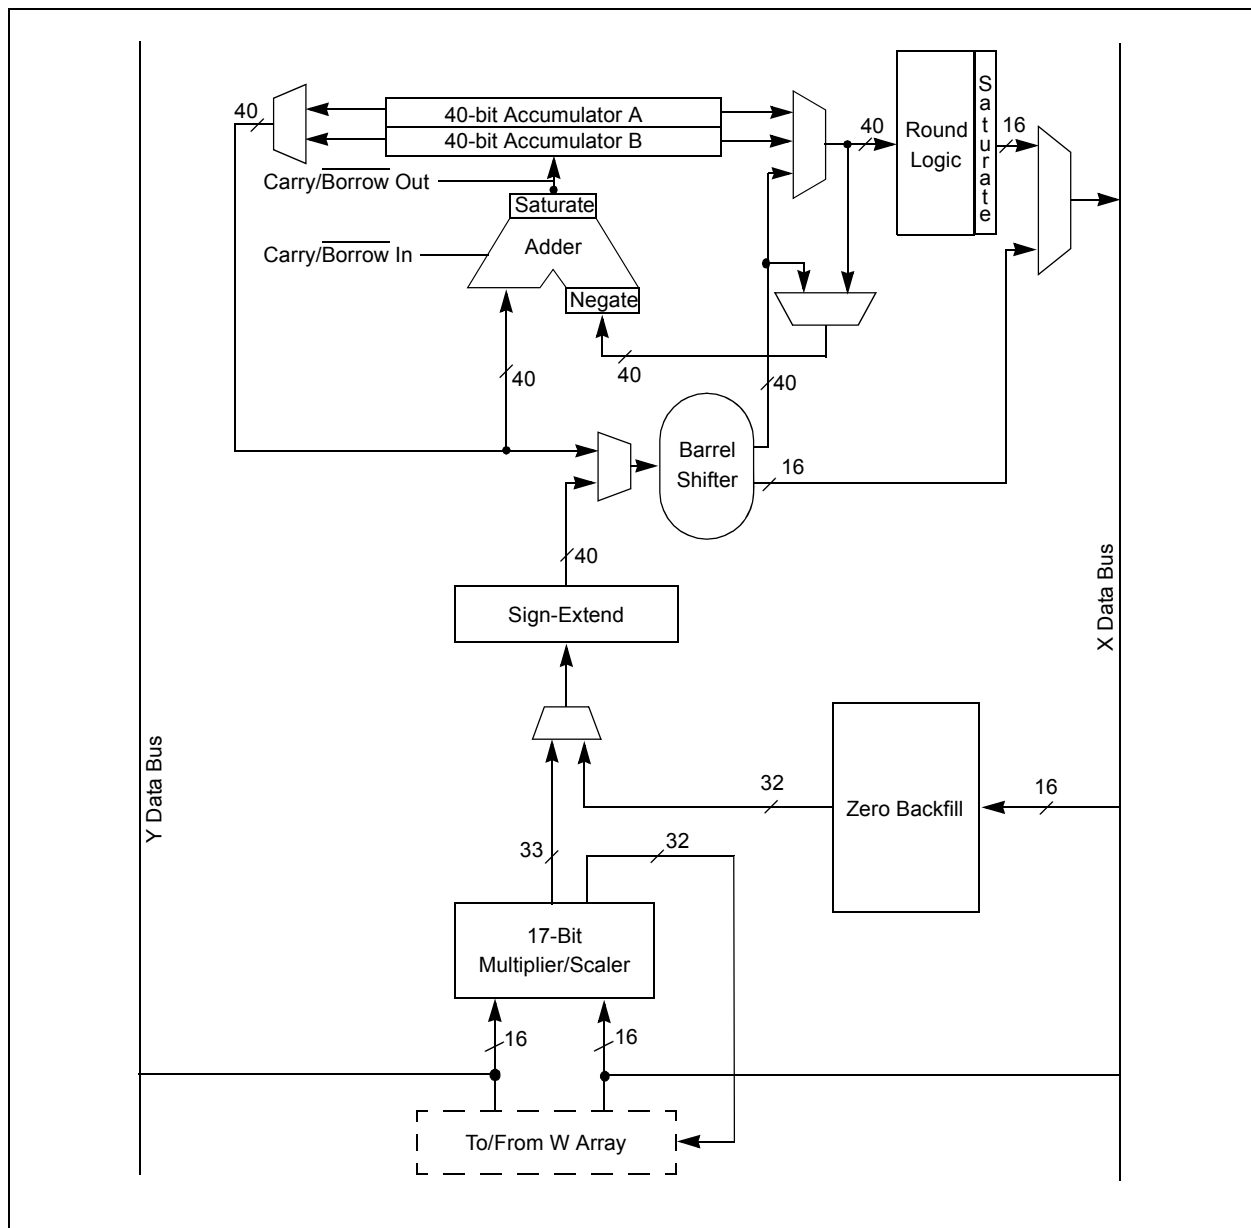 40
40-bit Accumulator A
40-bit Accumulator B
40
Round
Logic
Saturate
16
Carry/Borrow Out
Saturate
Carry/Borrow In
Adder
Negate
40
40
40
Barrel
Shifter
16
40
Sign-Extend
X Data Bus
Y Data Bus
32
Zero Backfill
16
33
32
17-Bit
Multiplier/Scaler
16
16
To/From W Array